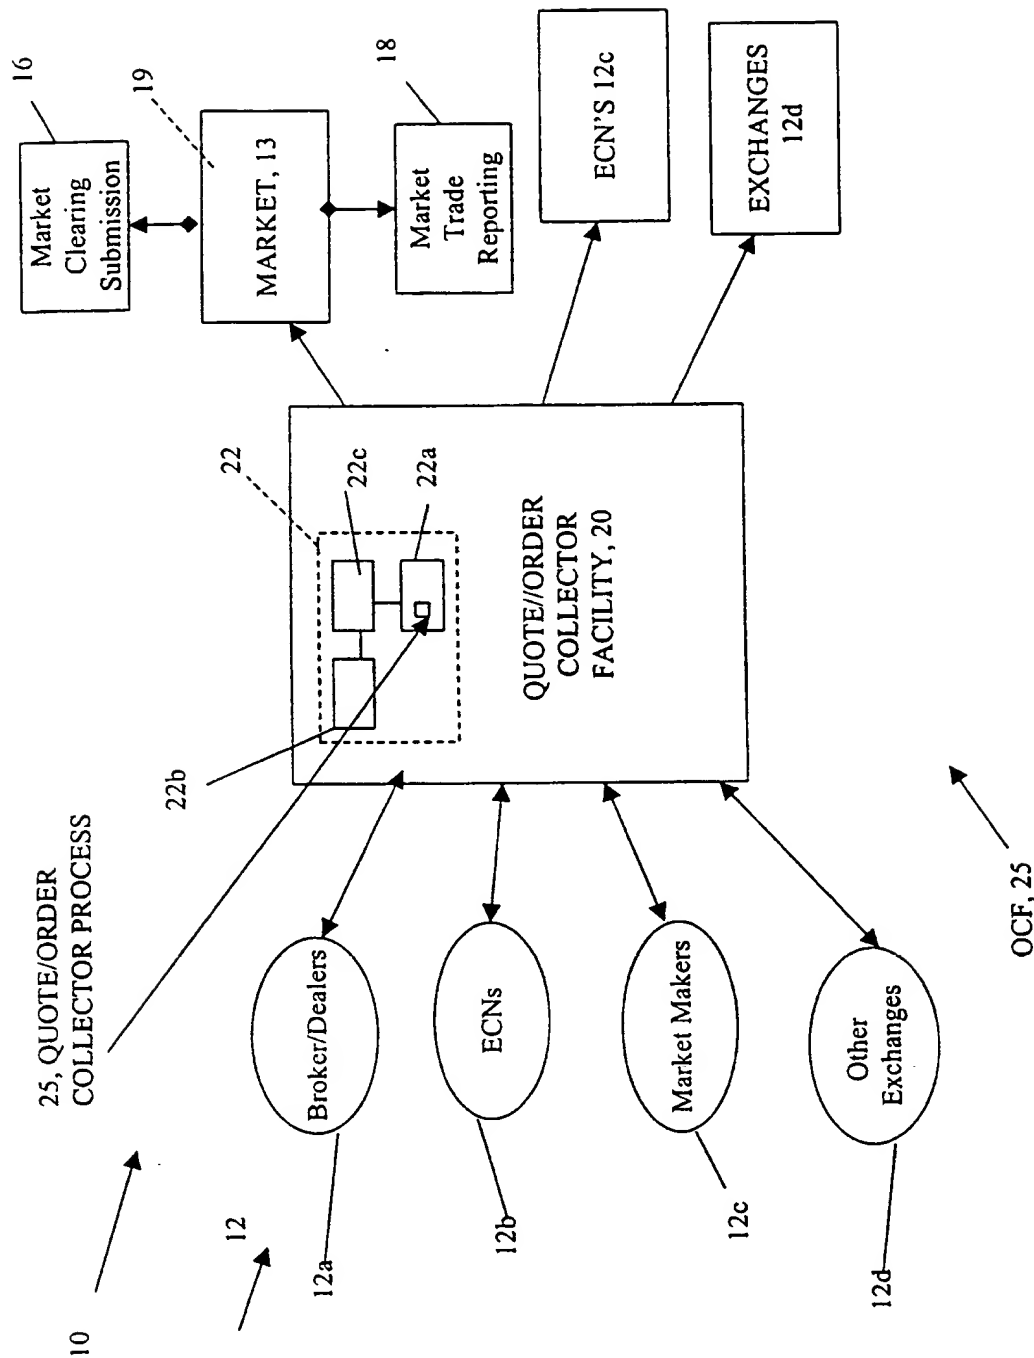 10
25, QUOTE/ORDER
COLLECTOR PROCESS
12
12a
Broker/Dealers
12b
ECNs
12c
Market Makers
12d
Other
Exchanges
22b
22
22c
22a
QUOTE//ORDER
COLLECTOR
FACILITY, 20
OCF, 25
16
Market
Clearing
Submission
19
MARKET, 13
18
Market
Trade
Reporting
ECN'S 12c
EXCHANGES
12d